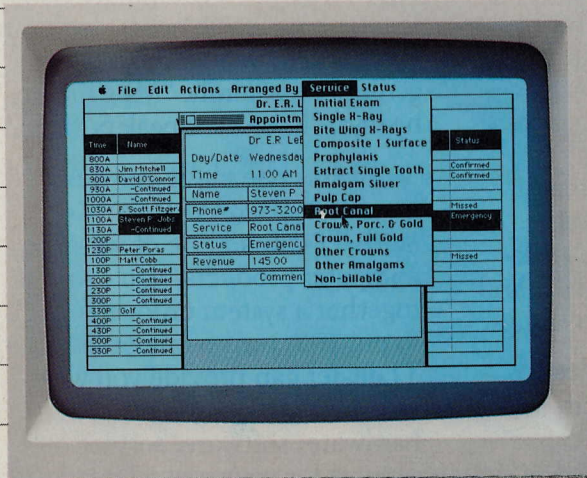 File Edit Actions Arranged By Service Status
Dr. E.R. L
Appointm
Time Name
800A
830A Jim Mitchell
900A David O'Connor
930A -Continued
1000A -Continued
1030A F. Scott Fitzger
1100A Steven P. Jobs
1130A -Continued
1200P
1230P Peter Poras
100P Matt Cobb
130P -Continued
200P -Continued
230P -Continued
300P -Continued
330P Golf
400P -Continued
430P -Continued
500P -Continued
530P -Continued
Dr E.R Le
Day/Date Wednesday
Time 11:00 AM
Name Steven P. J
Phone# 973-3200
Service Root Canal
Status Emergency
Revenue 145.00
Commen
Initial Exam
Single X-Ray
Bite Wing X-Rays
Composite 1 Surface
Prophylaxis
Extract Single Tooth
Amalgam Silver
Pulp Cap
Root Canal
Crown, Porc. & Gold
Crown, Full Gold
Other Crowns
Other Amalgams
Non-billable
Status
Confirmed
Confirmed
Missed
Emergency
Missed